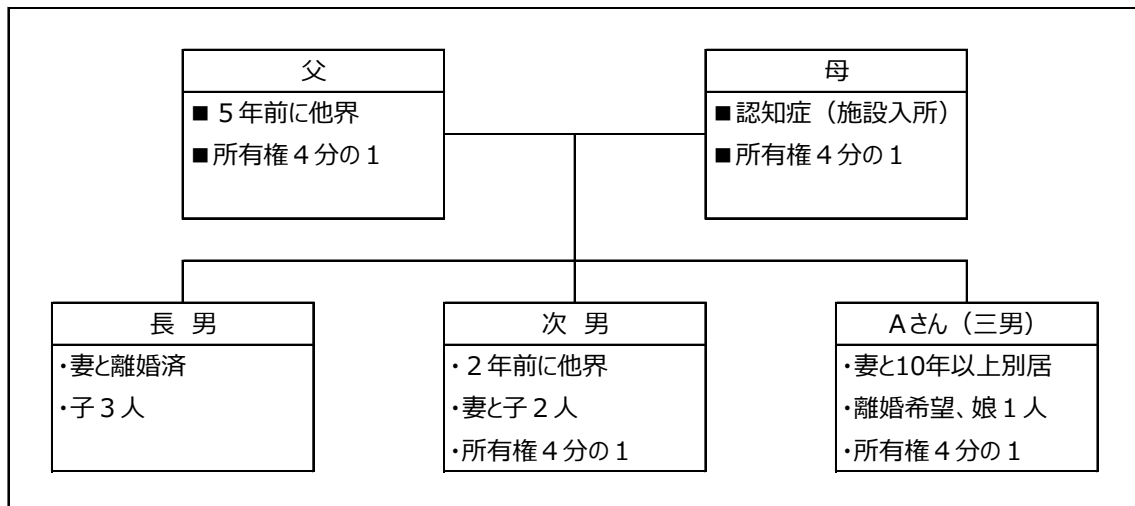 父
■５年前に他界
■所有権４分の１
母
■認知症（施設入所）
■所有権４分の１
長 男
・妻と離婚済
・子３人
次 男
・２年前に他界
・妻と子２人
・所有権４分の１
Aさん（三男）
・妻と10年以上別居
・離婚希望、娘１人
・所有権４分の１